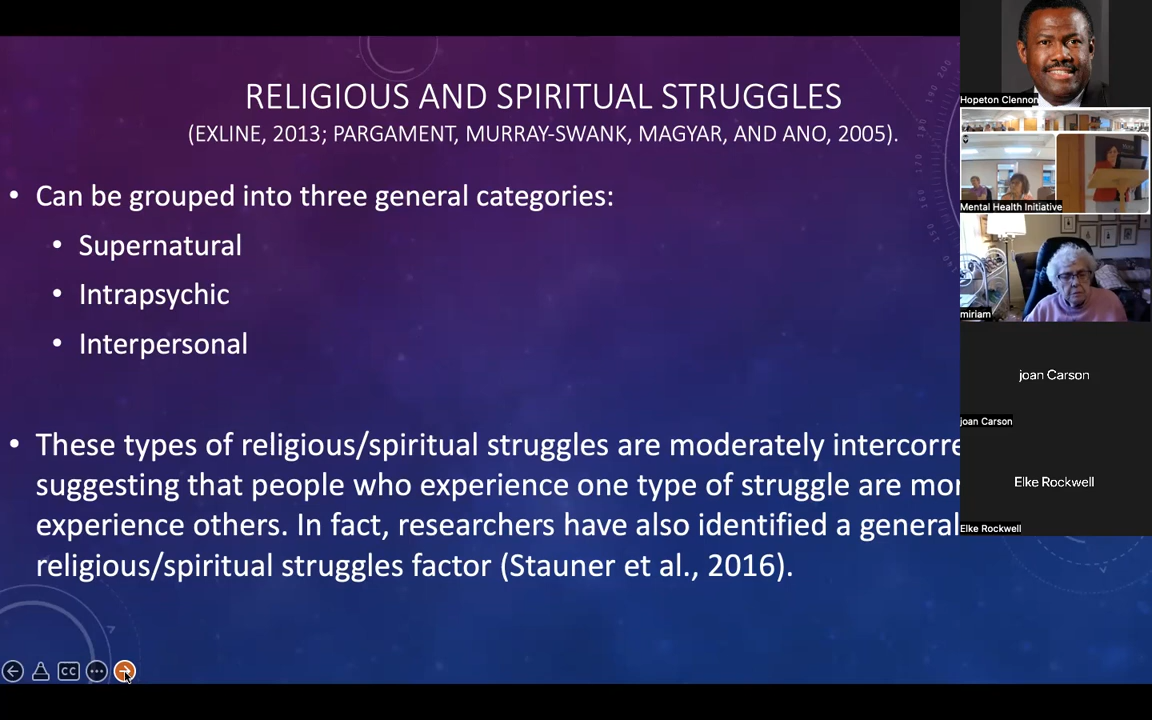 RELIGIOUS AND SPIRITUAL STRUGGLES
(EXLINE, 2013; PARGAMENT, MURRAY-SWANK, MAGYAR, AND ANO, 2005).
• Can be grouped into three general categories:
• Supernatural
• Intrapsychic
• Interpersonal
• These types of religious/spiritual struggles are moderately intercorre
suggesting that people who experience one type of struggle are mor
experience others. In fact, researchers have also identified a general
religious/spiritual struggles factor (Stauner et al., 2016).
CC
Hopeton Clennon
Mental Health Initiative
miriam
joan Carson
joan Carson
Elke Rockwell
Elke Rockwell